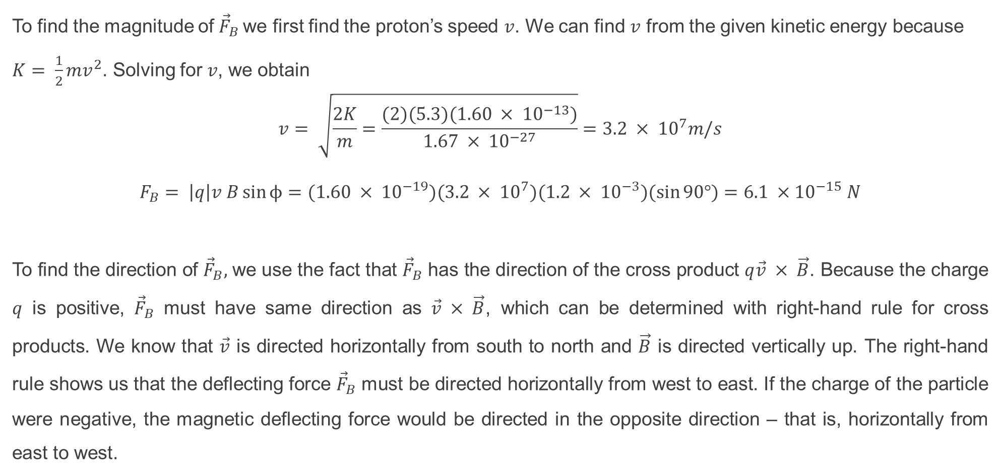 To find the magnitude of $\vec{F}_B$ we first find the proton’s speed $v$. We can find $v$ from the given kinetic energy because
$K = \frac{1}{2}mv^2$. Solving for $v$, we obtain
$v = \sqrt{\frac{2K}{m} = \frac{(2)(5.3)(1.60 \times 10^{-13})}{1.67 \times 10^{-27}}} = 3.2 \times 10^7 m/s$
$F_B = |q|v B \sin \phi = (1.60 \times 10^{-19})(3.2 \times 10^7)(1.2 \times 10^{-3})(\sin 90°) = 6.1 \times 10^{-15} N$
To find the direction of $\vec{F}_B$, we use the fact that $\vec{F}_B$ has the direction of the cross product $q\vec{v} \times \vec{B}$. Because the charge
$q$ is positive, $\vec{F}_B$ must have same direction as $\vec{v} \times \vec{B}$, which can be determined with right-hand rule for cross
products. We know that $\vec{v}$ is directed horizontally from south to north and $\vec{B}$ is directed vertically up. The right-hand
rule shows us that the deflecting force $\vec{F}_B$ must be directed horizontally from west to east. If the charge of the particle
were negative, the magnetic deflecting force would be directed in the opposite direction – that is, horizontally from
east to west.